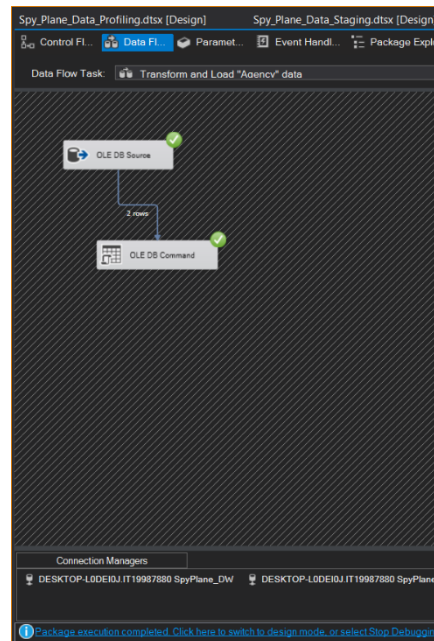 Spy_Plane_Data_Profiling.dtsx [Design] Spy_Plane_Data_Staging.dtsx [Design
Control Fl... Data Fl... Paramet... Event Handl... Package Explo
Data Flow Task: Transform and Load "Agency" data
OLE DB Source
2 rows
OLE DB Command
Connection Managers
DESKTOP-L0DEI0J.IT19987880 SpyPlane_DW DESKTOP-L0DEI0J.IT19987880 SpyPlane
Package execution completed. Click here to switch to design mode, or select Stop Debugging